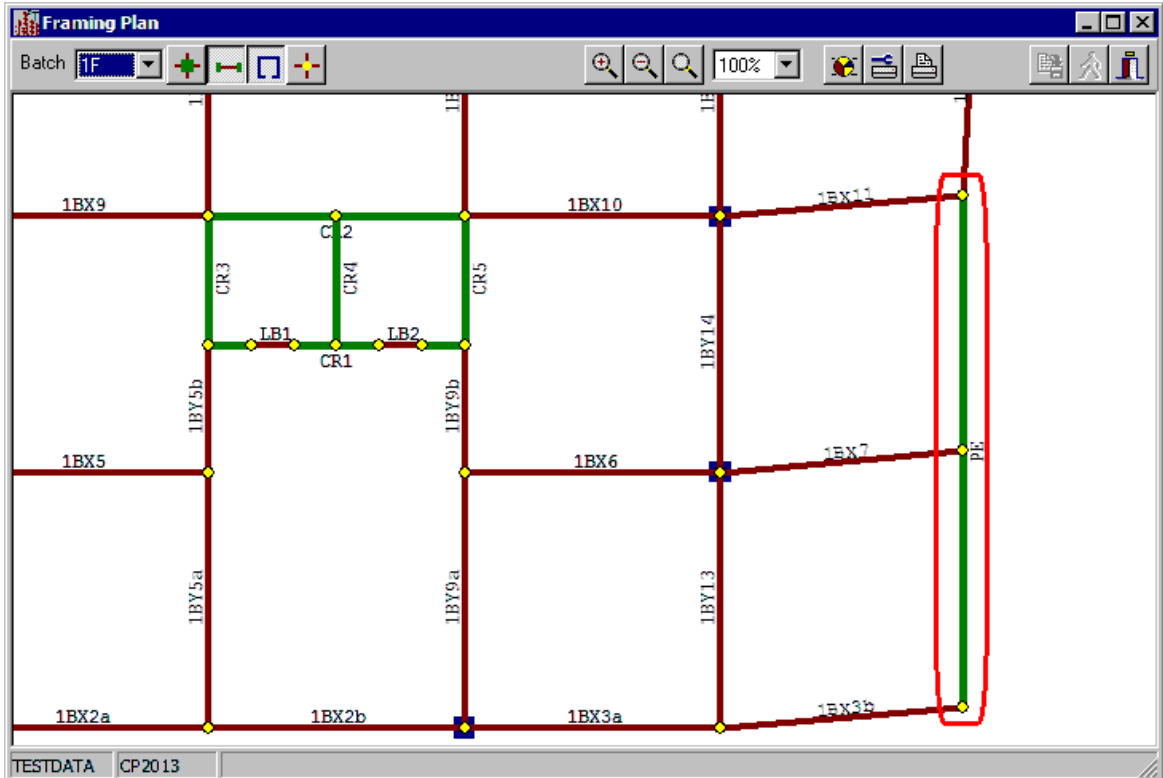 Framing Plan
Batch 1F 100%
1BX9 1BX10 1BX11
CR3 CR4 CR5
LB1 LB2
CR1
1BY14
1BY5b 1BY9b
1BX5 1BX6 1BX7 PE
1BY5a 1BY9a 1BY13
1BX2a 1BX2b 1BX3a 1BX3b
TESTDATA CP2013